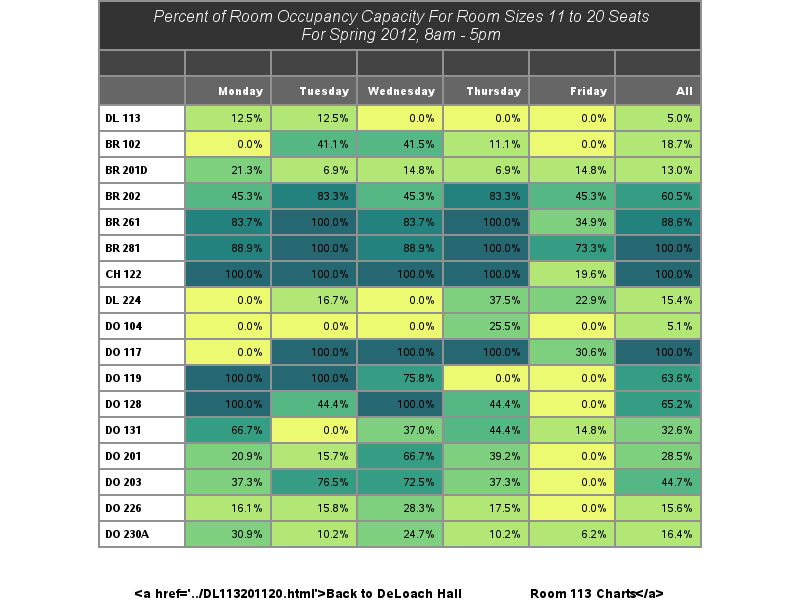 Percent of Room Occupancy Capacity For Room Sizes 11 to 20 Seats
For Spring 2012, 8am - 5pm
Monday Tuesday Wednesday Thursday Friday All
DL 113 12.5% 12.5% 0.0% 0.0% 0.0% 5.0%
BR 102 0.0% 41.1% 41.5% 11.1% 0.0% 18.7%
BR 201D 21.3% 6.9% 14.8% 6.9% 14.8% 13.0%
BR 202 45.3% 83.3% 45.3% 83.3% 45.3% 60.5%
BR 261 83.7% 100.0% 83.7% 100.0% 34.9% 88.6%
BR 281 88.9% 100.0% 88.9% 100.0% 73.3% 100.0%
CH 122 100.0% 100.0% 100.0% 100.0% 19.6% 100.0%
DL 224 0.0% 16.7% 0.0% 37.5% 22.9% 15.4%
DO 104 0.0% 0.0% 0.0% 25.5% 0.0% 5.1%
DO 117 0.0% 100.0% 100.0% 100.0% 30.6% 100.0%
DO 119 100.0% 100.0% 75.8% 0.0% 0.0% 63.6%
DO 128 100.0% 44.4% 100.0% 44.4% 0.0% 65.2%
DO 131 66.7% 0.0% 37.0% 44.4% 14.8% 32.6%
DO 201 20.9% 15.7% 66.7% 39.2% 0.0% 28.5%
DO 203 37.3% 76.5% 72.5% 37.3% 0.0% 44.7%
DO 226 16.1% 15.8% 28.3% 17.5% 0.0% 15.6%
DO 230A 30.9% 10.2% 24.7% 10.2% 6.2% 16.4%
<a href='../DL113201120.html'>Back to DeLoach Hall Room 113 Charts</a>